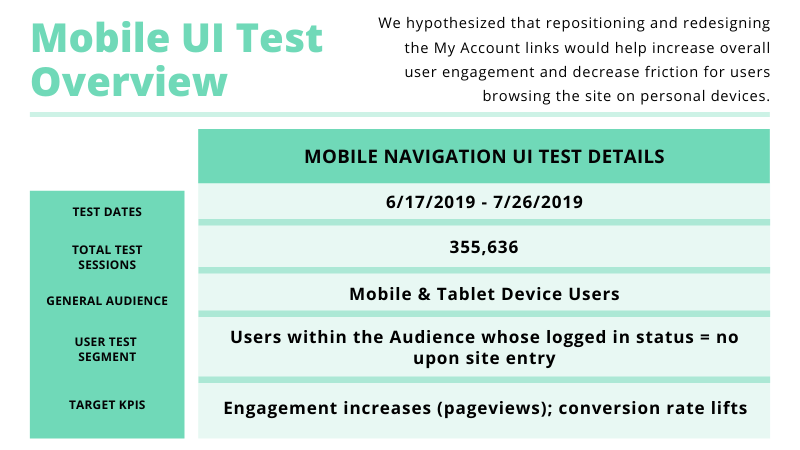 Mobile UI Test
Overview
We hypothesized that repositioning and redesigning
the My Account links would help increase overall
user engagement and decrease friction for users
browsing the site on personal devices.
MOBILE NAVIGATION UI TEST DETAILS
TEST DATES
6/17/2019 - 7/26/2019
TOTAL TEST
SESSIONS
355,636
GENERAL AUDIENCE
Mobile & Tablet Device Users
USER TEST
SEGMENT
Users within the Audience whose logged in status = no
upon site entry
TARGET KPIS
Engagement increases (pageviews); conversion rate lifts